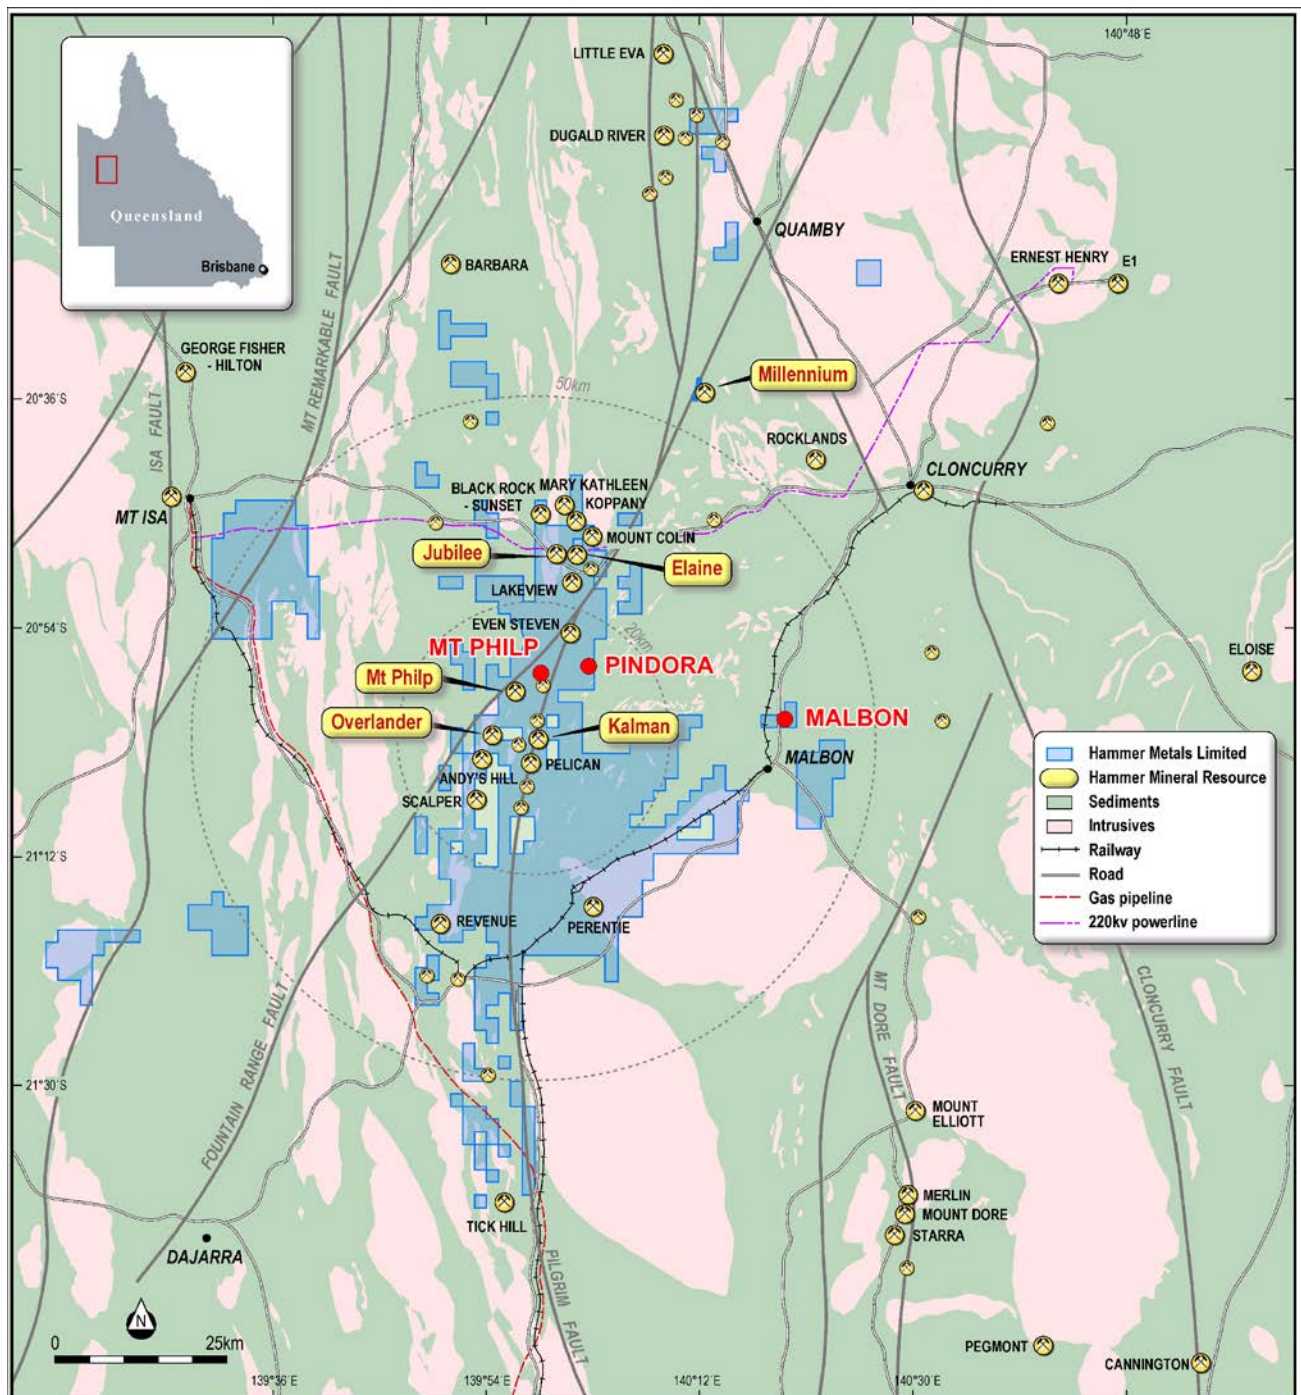 140°48´E
LITTLE EVA
DUGALD RIVER
Queensland
Brisbane
QUAMBY
BARBARA
ERNEST HENRY
E1
MT REMARKABLE FAULT
GEORGE FISHER
- HILTON
Millennium
50km
20°36´S
ISA FAULT
ROCKLANDS
CLONCURRY
MARY KATHLEEN
BLACK ROCK
- SUNSET
KOPPANY
MT ISA
MOUNT COLIN
Jubilee
Elaine
LAKEVIEW
20°54´S
EVEN STEVEN
20km
MT PHILP
PINDORA
ELOISE
Mt Philp
Overlander
Kalman
MALBON
ANDY'S HILL
PELICAN
MALBON
SCALPER
Hammer Metals Limited
Hammer Mineral Resource
Sediments
Intrusives
Railway
Road
Gas pipeline
220kv powerline
21°12´S
REVENUE
PERENTIE
FOUNTAIN RANGE FAULT
MT DORE FAULT
CLONCURRY FAULT
21°30´S
MOUNT
ELLIOTT
MERLIN
MOUNT DORE
STARRA
TICK HILL
DAJARRA
PILGRIM FAULT
N
0 25km
PEGMONT
CANNINGTON
139°36´E
139°54´E
140°12´E
140°30´E